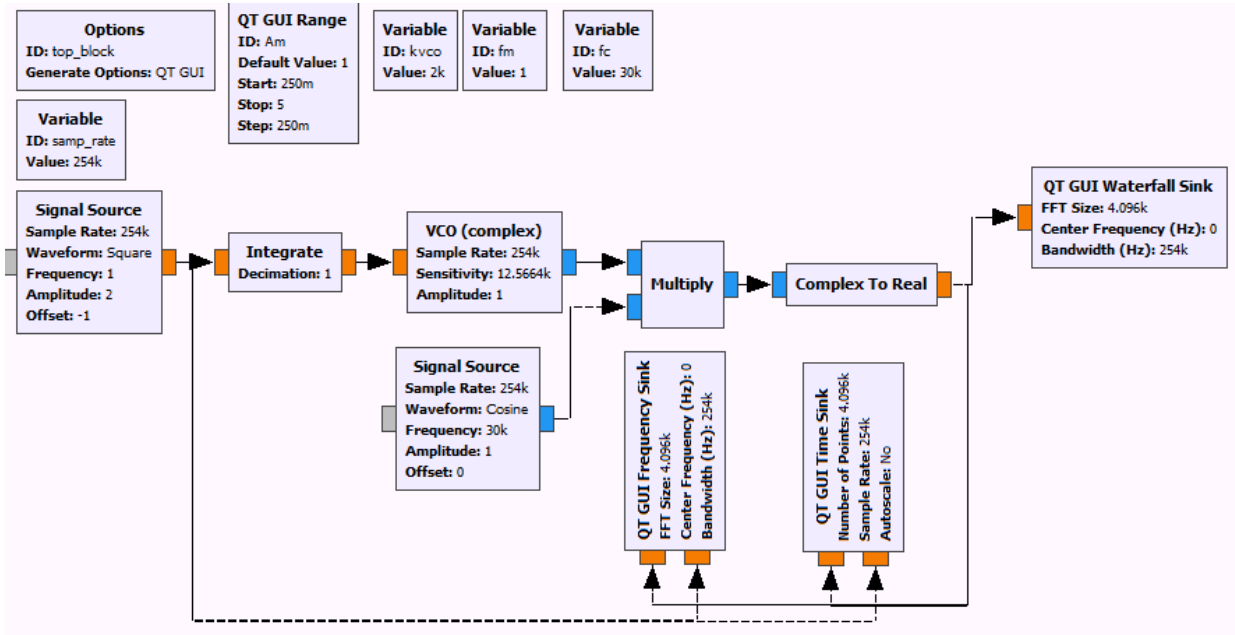 Options
ID: top_block
Generate Options: QT GUI
QT GUI Range
ID: Am
Default Value: 1
Start: 250m
Stop: 5
Step: 250m
Variable
ID: kvco
Value: 2k
Variable
ID: fm
Value: 1
Variable
ID: fc
Value: 30k
Variable
ID: samp_rate
Value: 254k
Signal Source
Sample Rate: 254k
Waveform: Square
Frequency: 1
Amplitude: 2
Offset: -1
Integrate
Decimation: 1
VCO (complex)
Sample Rate: 254k
Sensitivity: 12.5664k
Amplitude: 1
Multiply
Complex To Real
QT GUI Waterfall Sink
FFT Size: 4.096k
Center Frequency (Hz): 0
Bandwidth (Hz): 254k
Signal Source
Sample Rate: 254k
Waveform: Cosine
Frequency: 30k
Amplitude: 1
Offset: 0
QT GUI Frequency Sink
FFT Size: 4.096k
Center Frequency (Hz): 0
Bandwidth (Hz): 254k
QT GUI Time Sink
Number of Points: 4.096k
Sample Rate: 254k
Autoscale: No